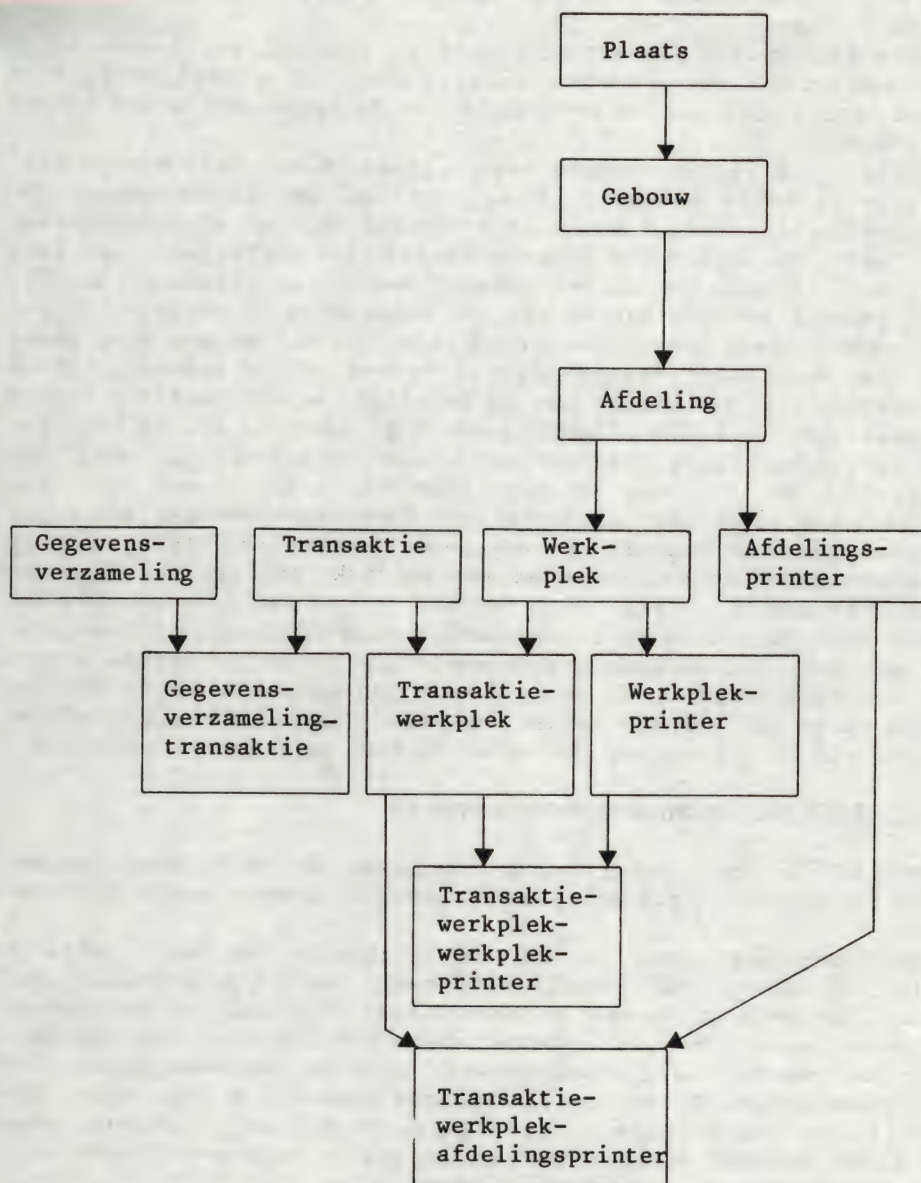 Plaats
Gebouw
Afdeling
Gegevens-
verzameling
Transaktie
Werk-
plek
Afdelings-
printer
Gegevens-
verzameling-
transaktie
Transaktie-
werkplek
Werkplek-
printer
Transaktie-
werkplek-
werkplek-
printer
Transaktie-
werkplek-
afdelingsprinter